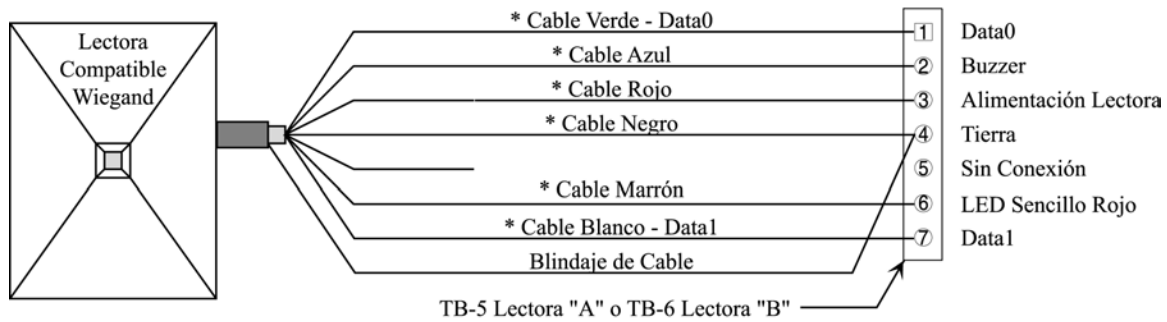 Lectora
Compatible
Wiegand
* Cable Verde - Data0
* Cable Azul
* Cable Rojo
* Cable Negro
* Cable Marrón
* Cable Blanco - Data1
Blindaje de Cable
1 Data0
2 Buzzer
3 Alimentación Lectora
4 Tierra
5 Sin Conexión
6 LED Sencillo Rojo
7 Data1
TB-5 Lectora "A" o TB-6 Lectora "B"